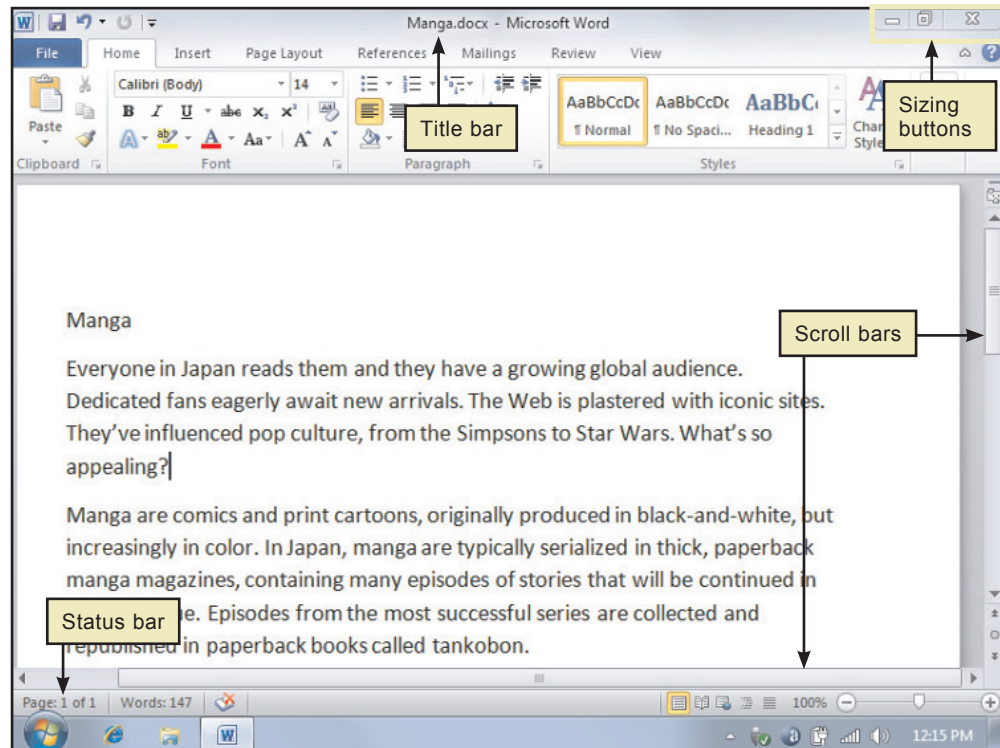 Manga.docx - Microsoft Word
File Home Insert Page Layout References Mailings Review View
Calibri (Body) 14
B I U abc x₂ x²
Aa A A
Paste
AaBbCcDc AaBbCcDc AaBbC
¶ Normal ¶ No Spaci... Heading 1
Title bar
Sizing
buttons
Clipboard Font Paragraph Styles
Manga
Scroll bars
Everyone in Japan reads them and they have a growing global audience.
Dedicated fans eagerly await new arrivals. The Web is plastered with iconic sites.
They've influenced pop culture, from the Simpsons to Star Wars. What's so
appealing?
Manga are comics and print cartoons, originally produced in black-and-white, but
increasingly in color. In Japan, manga are typically serialized in thick, paperback
manga magazines, containing many episodes of stories that will be continued in
Episodes from the most successful series are collected and
republished in paperback books called tankobon.
Status bar
Page: 1 of 1 Words: 147 100%
12:15 PM